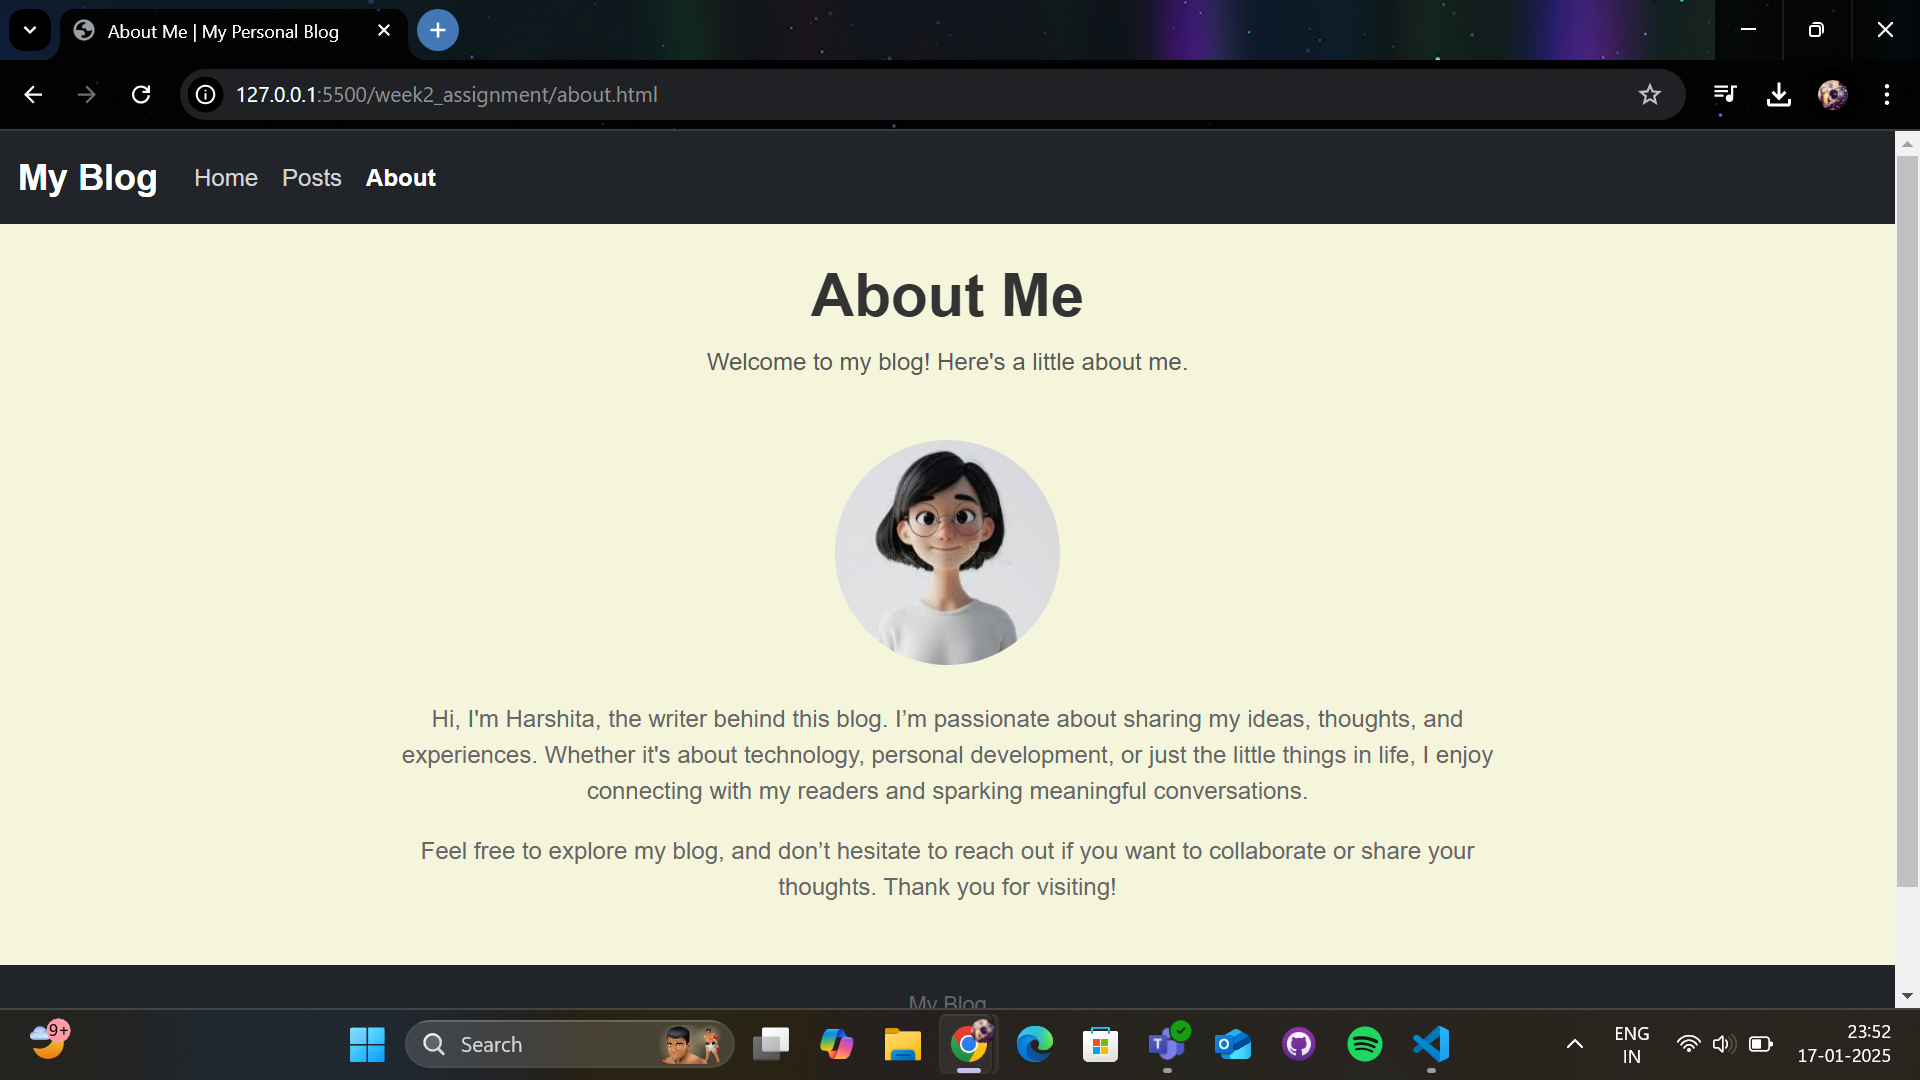 About Me | My Personal Blog
127.0.0.1:5500/week2_assignment/about.html
My Blog Home Posts About
About Me
Welcome to my blog! Here's a little about me.
Hi, I'm Harshita, the writer behind this blog. I’m passionate about sharing my ideas, thoughts, and
experiences. Whether it's about technology, personal development, or just the little things in life, I enjoy
connecting with my readers and sparking meaningful conversations.
Feel free to explore my blog, and don’t hesitate to reach out if you want to collaborate or share your
thoughts. Thank you for visiting!
My Blog
9+
Search
ENG
IN
23:52
17-01-2025